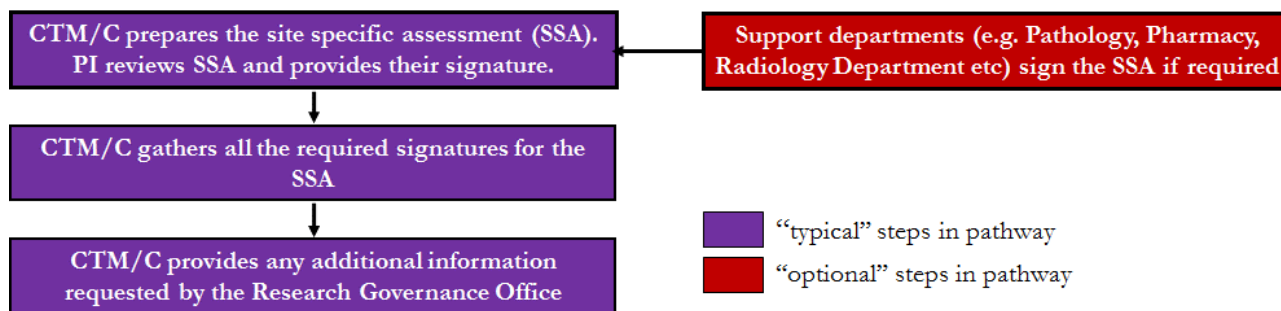 CTM/C prepares the site specific assessment (SSA).
PI reviews SSA and provides their signature.
Support departments (e.g. Pathology, Pharmacy,
Radiology Department etc) sign the SSA if required
CTM/C gathers all the required signatures for the
SSA
CTM/C provides any additional information
requested by the Research Governance Office
“typical” steps in pathway
“optional” steps in pathway